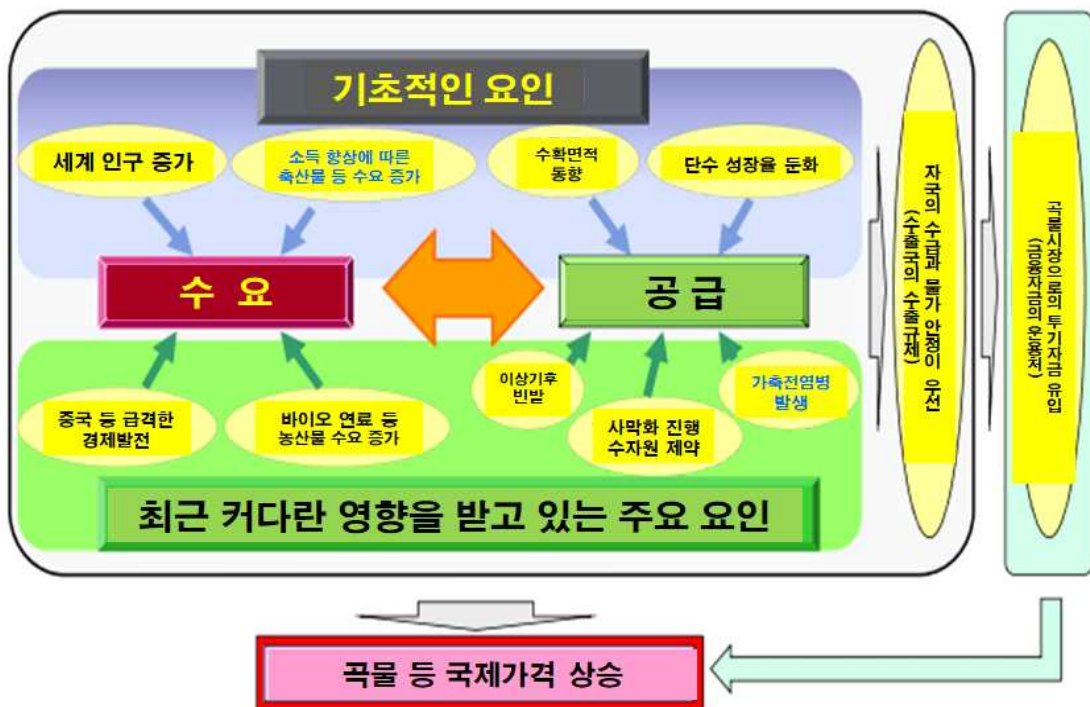 기초적인 요인
세계 인구 증가
소득 향상에 따른
축산물 등 수요 증가
수확면적
동향
단수 성장율 둔화
수 요
공 급
이상기후
빈발
가축전염병
발생
중국 등 급격한
경제발전
바이오 연료 등
농산물 수요 증가
사막화 진행
수자원 제약
최근 커다란 영향을 받고 있는 주요 요인
자국의 수급과 물가 안정이 우선
(수출국의 수출규제)
곡물시장으로의 투기자금 유입
(금융자금의 운용처)
곡물 등 국제가격 상승